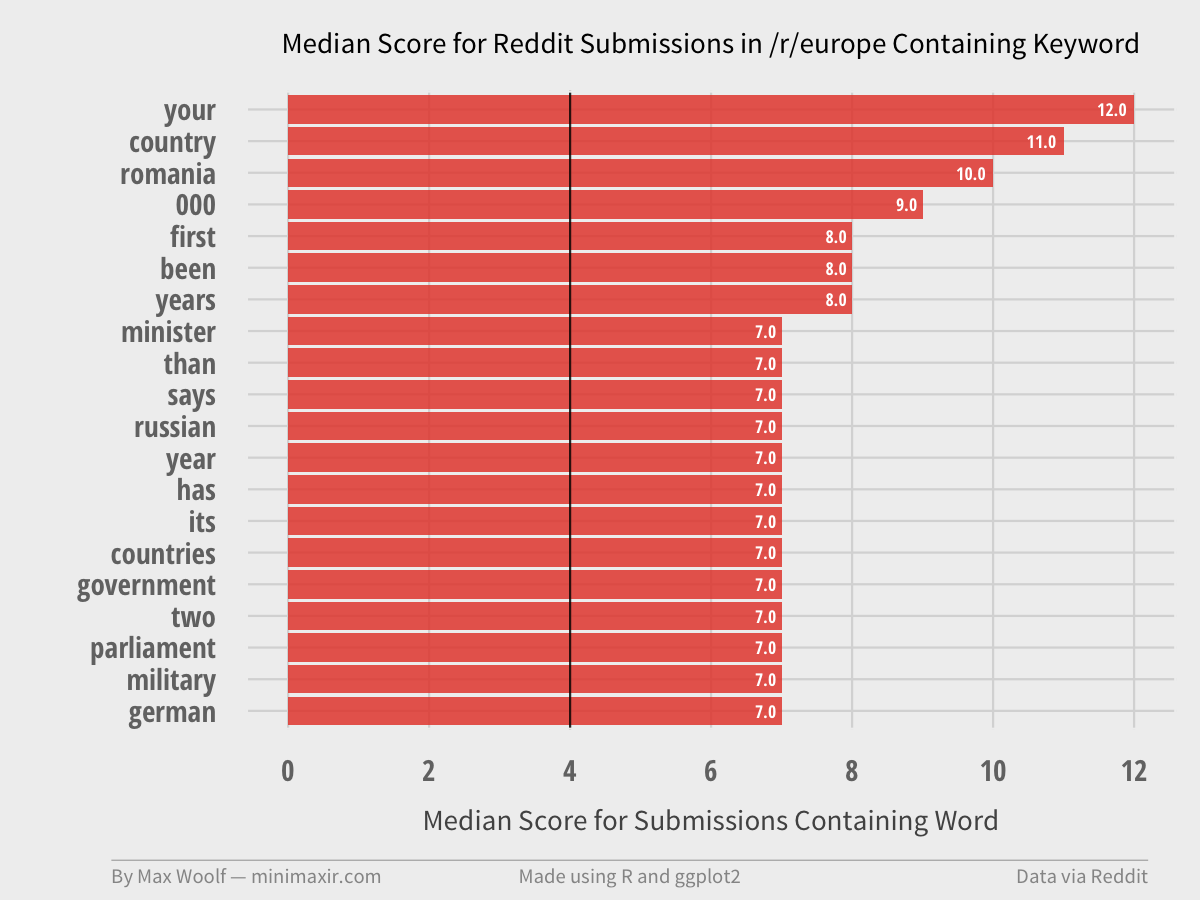 Median Score for Reddit Submissions in /r/europe Containing Keyword
your 12.0
country 11.0
romania 10.0
000 9.0
first 8.0
been 8.0
years 8.0
minister 7.0
than 7.0
says 7.0
russian 7.0
year 7.0
has 7.0
its 7.0
countries 7.0
government 7.0
two 7.0
parliament 7.0
military 7.0
german 7.0
0 2 4 6 8 10 12
Median Score for Submissions Containing Word
By Max Woolf — minimaxir.com Made using R and ggplot2 Data via Reddit